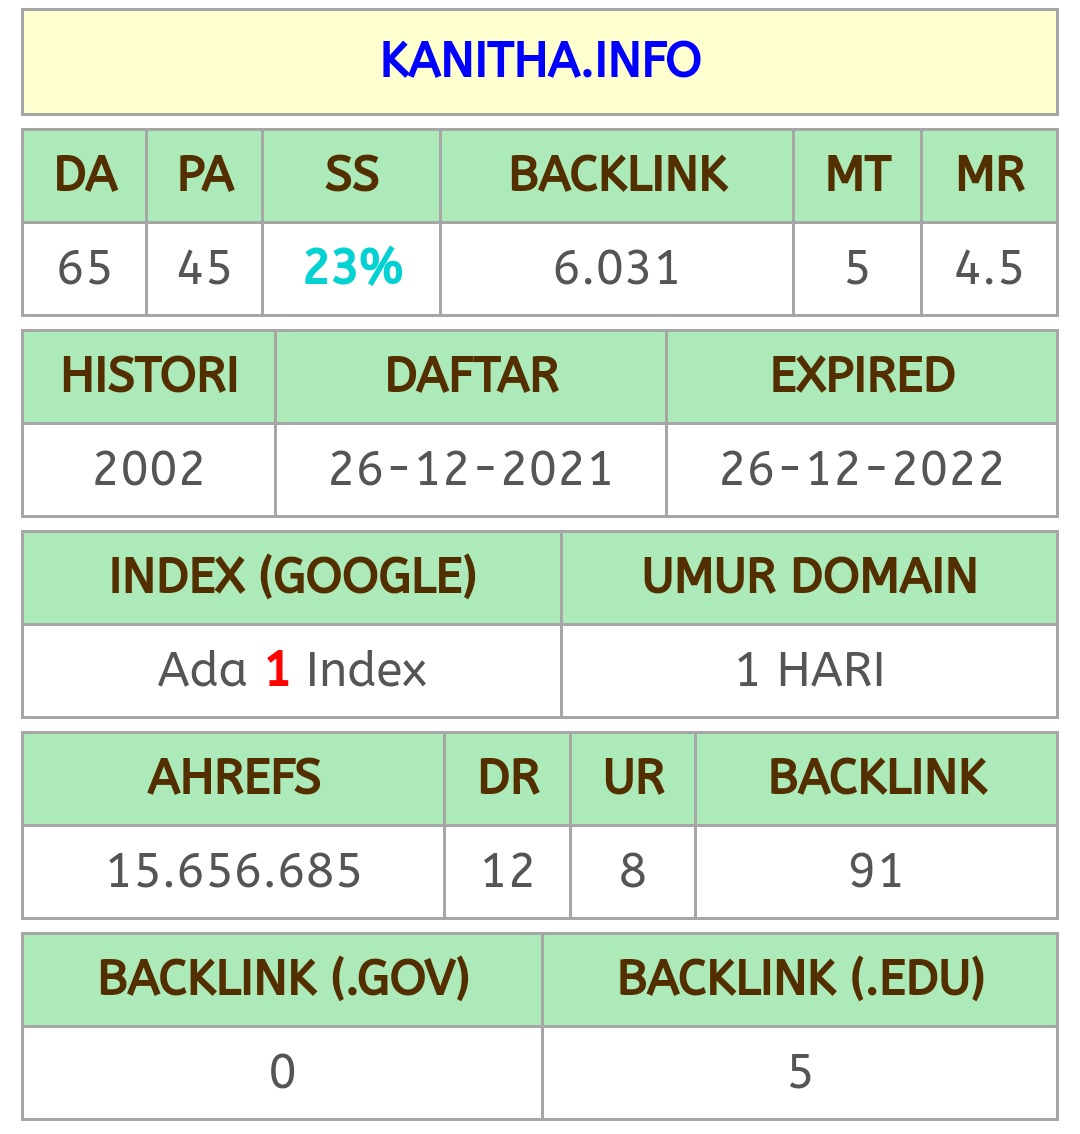 KANITHA.INFO
DA PA SS BACKLINK MT MR
65 45 23% 6.031 5 4.5
HISTORI DAFTAR EXPIRED
2002 26-12-2021 26-12-2022
INDEX (GOOGLE) UMUR DOMAIN
Ada 1 Index 1 HARI
AHREFS DR UR BACKLINK
15.656.685 12 8 91
BACKLINK (.GOV) BACKLINK (.EDU)
0 5